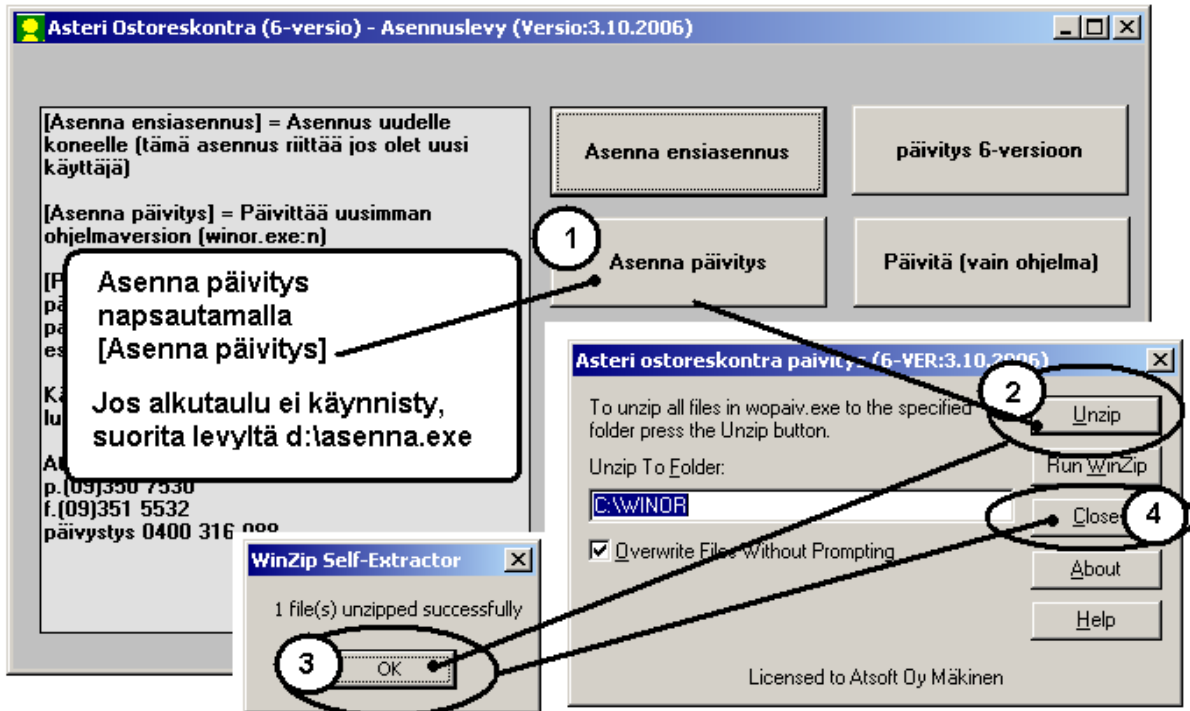 Asteri Ostoreskontra (6-versio) - Asennuslevy (Versio:3.10.2006)
[Asenna ensiasennus] = Asennus uudelle
koneelle (tämä asennus riittää jos olet uusi
käyttäjä)
[Asenna päivitys] = Päivittää uusimman
ohjelmaversion (winor.exe:n)
p.(09)350 7530
f.(09)351 5532
päivystys 0400 316 088
Asenna ensiasennus
päivitys 6-versioon
1
Asenna päivitys
Päivitä (vain ohjelma)
Asenna päivitys
napsautamalla
[Asenna päivitys]
Jos alkutaulu ei käynnisty,
suorita levyltä d:\asenna.exe
Asteri ostoreskontra paivitys (6-VER:3.10.2006)
To unzip all files in wopaiv.exe to the specified
folder press the Unzip button.
2
Unzip
Unzip To Folder:
Run WinZip
C:\WINOR
Close
4
Overwrite Files Without Prompting
About
Help
Licensed to Atsoft Oy Mäkinen
WinZip Self-Extractor
1 file(s) unzipped successfully
3
OK